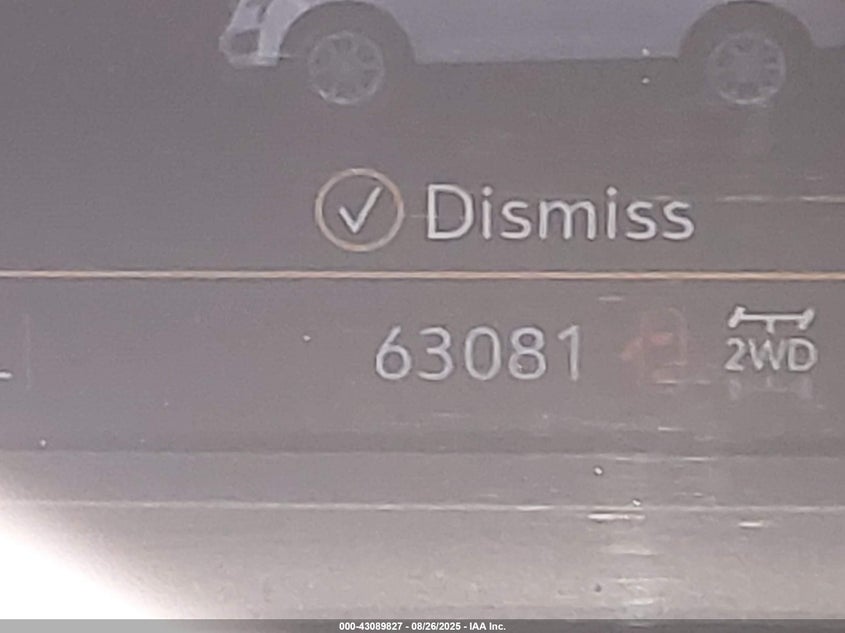 Dismiss
63081
2WD
000-43089827 - 08/26/2025 - IAA Inc.